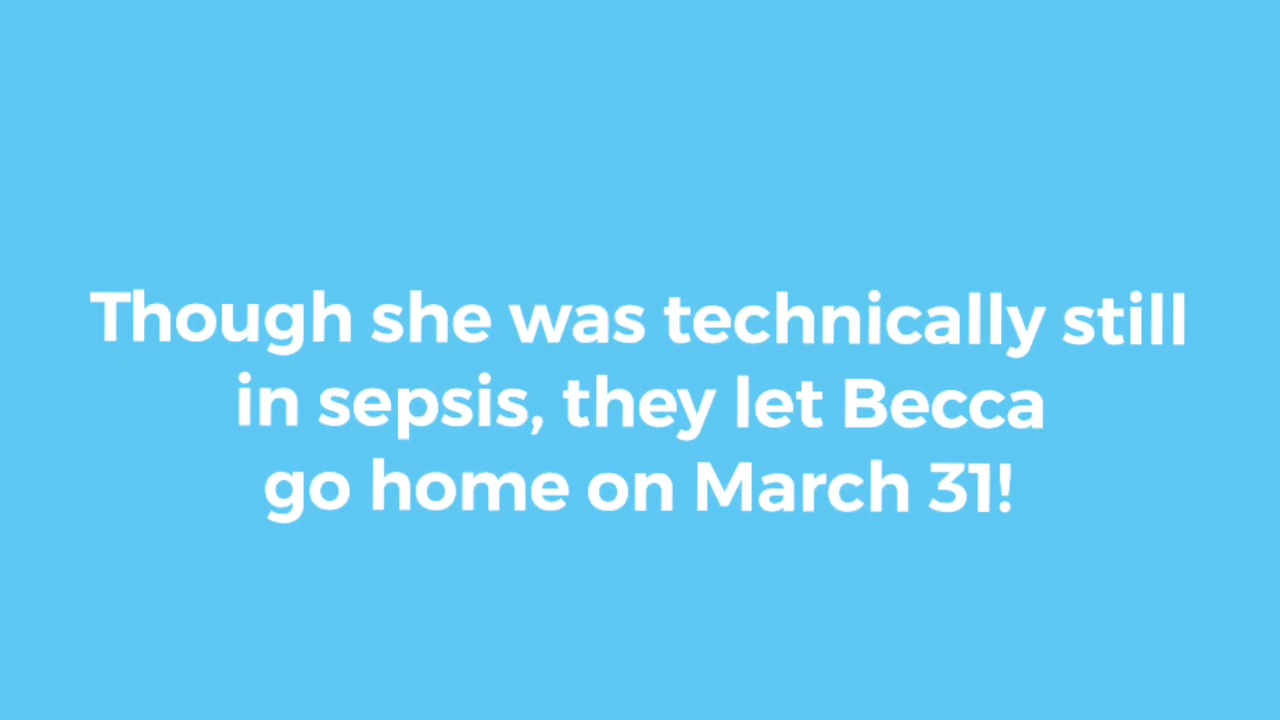 Though she was technically still
in sepsis, they let Becca
go home on March 31!